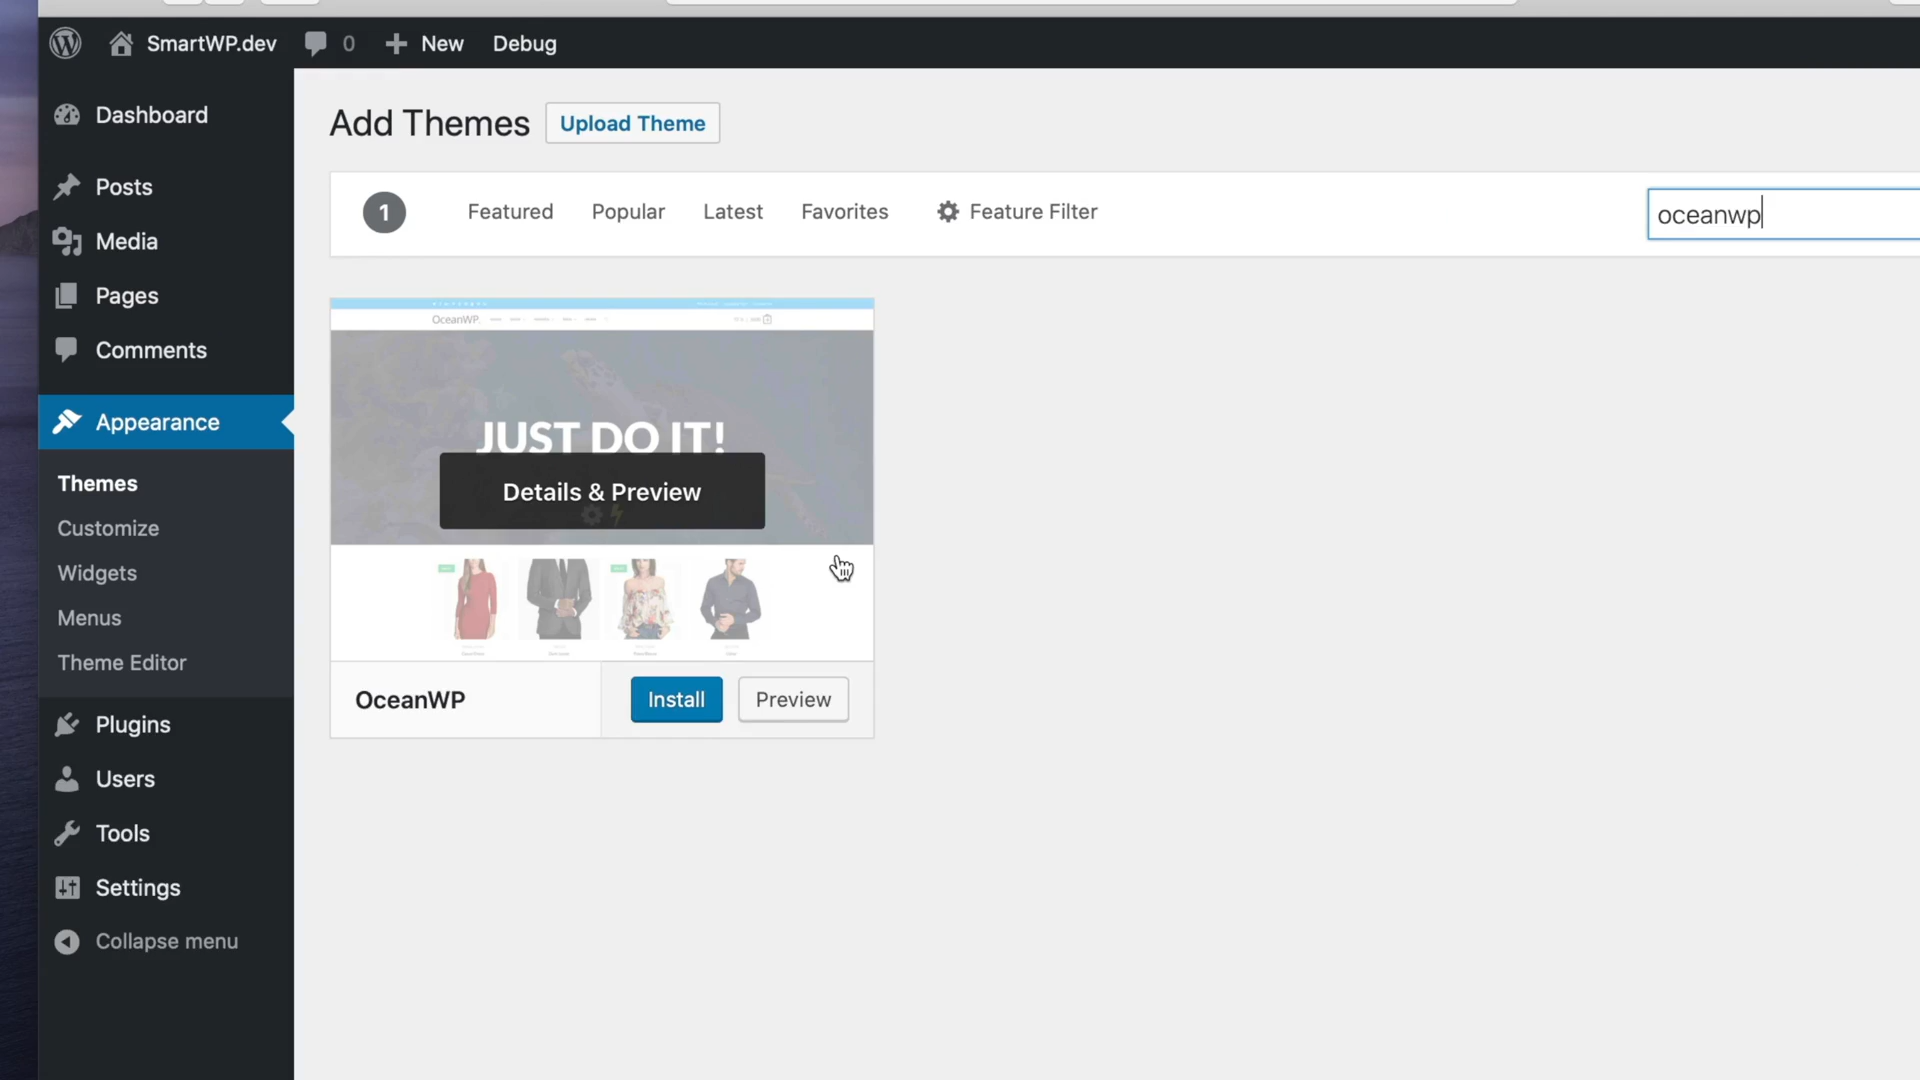 SmartWP.dev 0 New Debug
Dashboard
Posts
Media
Pages
Comments
Appearance
Themes
Customize
Widgets
Menus
Theme Editor
Plugins
Users
Tools
Settings
Collapse menu
Add Themes Upload Theme
1 Featured Popular Latest Favorites Feature Filter oceanwp
OceanWP.
JUST DO IT!
Details & Preview
OceanWP Install Preview